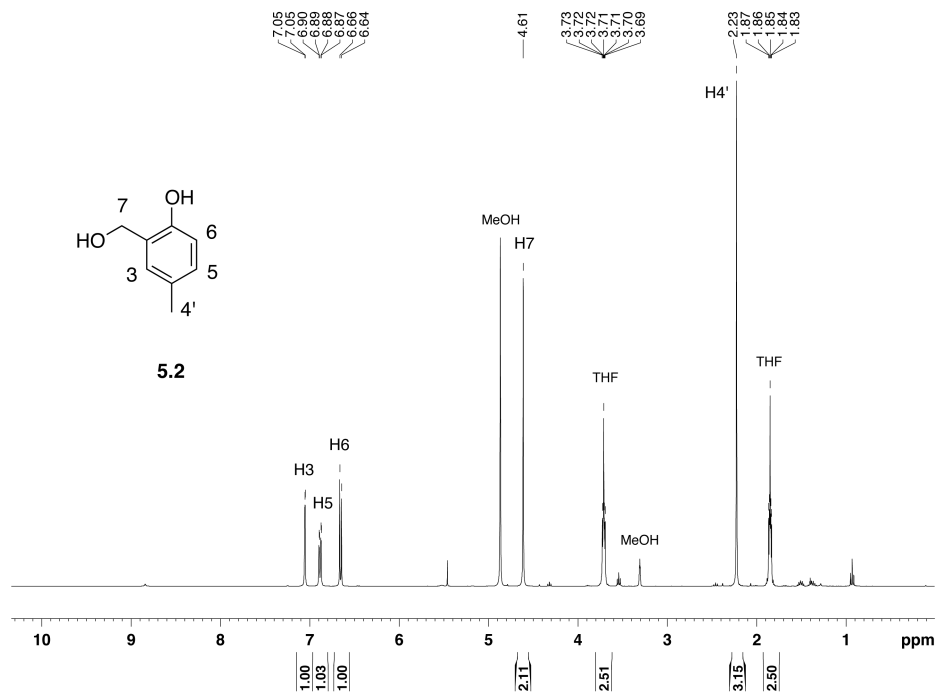 7.05
7.05
6.90
6.89
6.88
6.87
6.66
6.64
4.61
3.73
3.72
3.72
3.71
3.71
3.70
3.69
2.23
1.87
1.86
1.85
1.84
1.83
H4'
OH
7
HO
6
3
5
4'
5.2
MeOH
H7
THF
THF
H6
H3
H5
MeOH
10 9 8 7 6 5 4 3 2 1 ppm
1.00
1.03
1.00
2.11
2.51
3.15
2.50